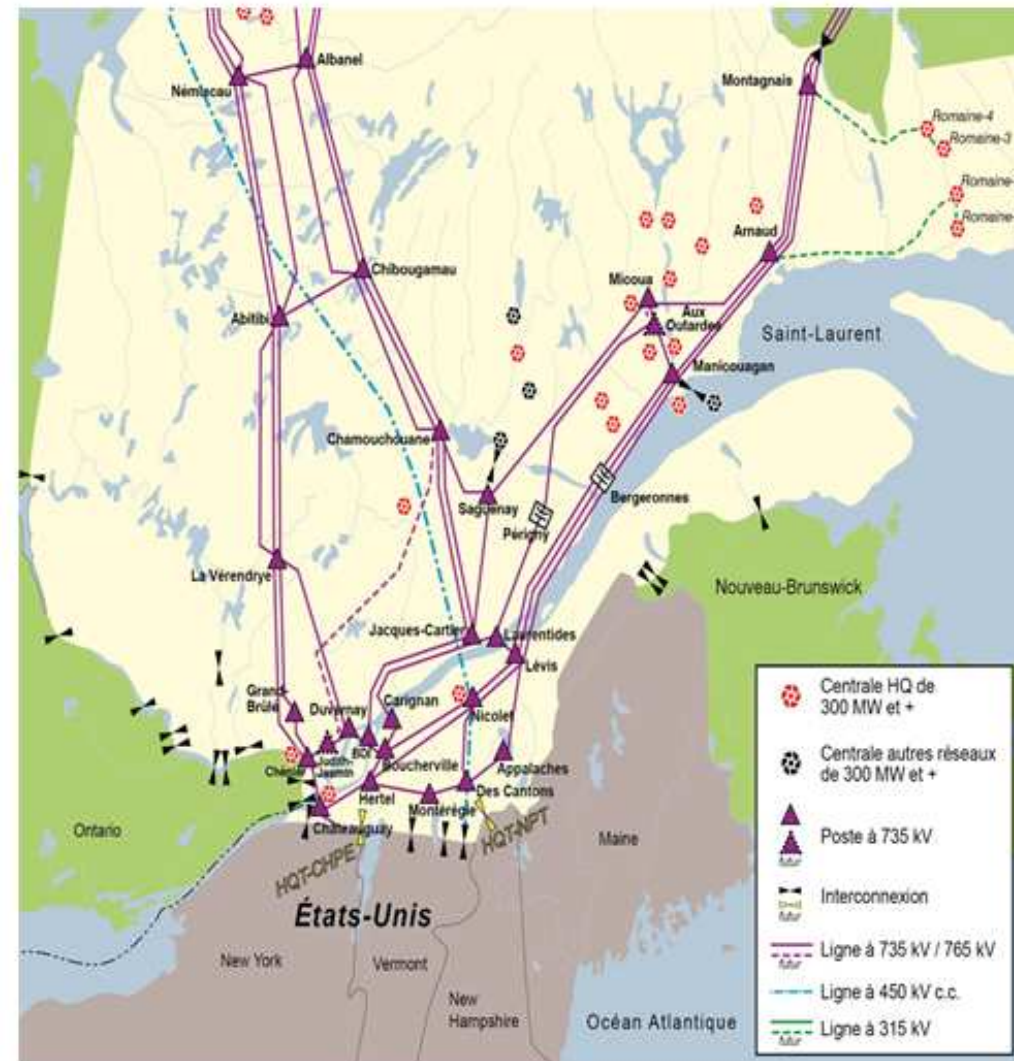 Albanel
Némiscau
Montagnais
Romaine-4
Romaine-3
Romaine-
Romaine-
Arnaud
Chibougamau
Micoua
Abitibi
Aux
Outardes
Saint-Laurent
Manicouagan
Chamouchouane
Saguenay
Bergeronnes
Périgny
La Vérendrye
Nouveau-Brunswick
Jacques-Cartier
Laurentides
Lévis
Grand-
Brûlé
Duvernay
Carignan
Nicolet
Chénier
Judith-
Jasmin
BDI
Boucherville
Appalaches
Hertel
Des Cantons
Montérégie
Châteauguay
Ontario
HQT-CHPE
HQT-NPT
Maine
États-Unis
New York
Vermont
New
Hampshire
Océan Atlantique
Centrale HQ de
300 MW et +
Centrale autres réseaux
de 300 MW et +
Poste à 735 kV
futur
Interconnexion
futur
Ligne à 735 kV / 765 kV
futur
Ligne à 450 kV c.c.
Ligne à 315 kV
futur